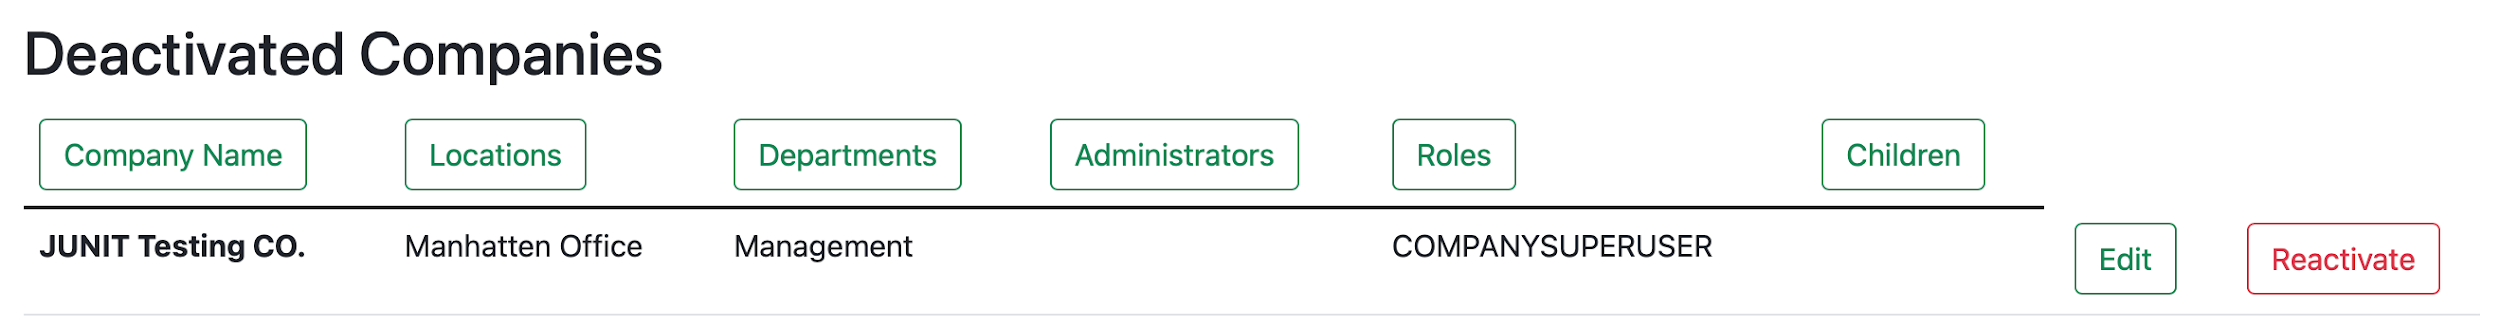 Deactivated Companies
Company Name Locations Departments Administrators Roles Children
JUNIT Testing CO. Manhatten Office Management COMPANYSUPERUSER Edit Reactivate